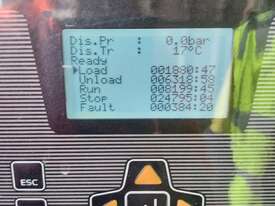 Dis.Pr : 0.0bar
Dis.Tr : 17°C
Ready
Load 001880:47
Unload 006318:58
Run 008199:45
Stop 024795:04
Fault 000384:20
ESC